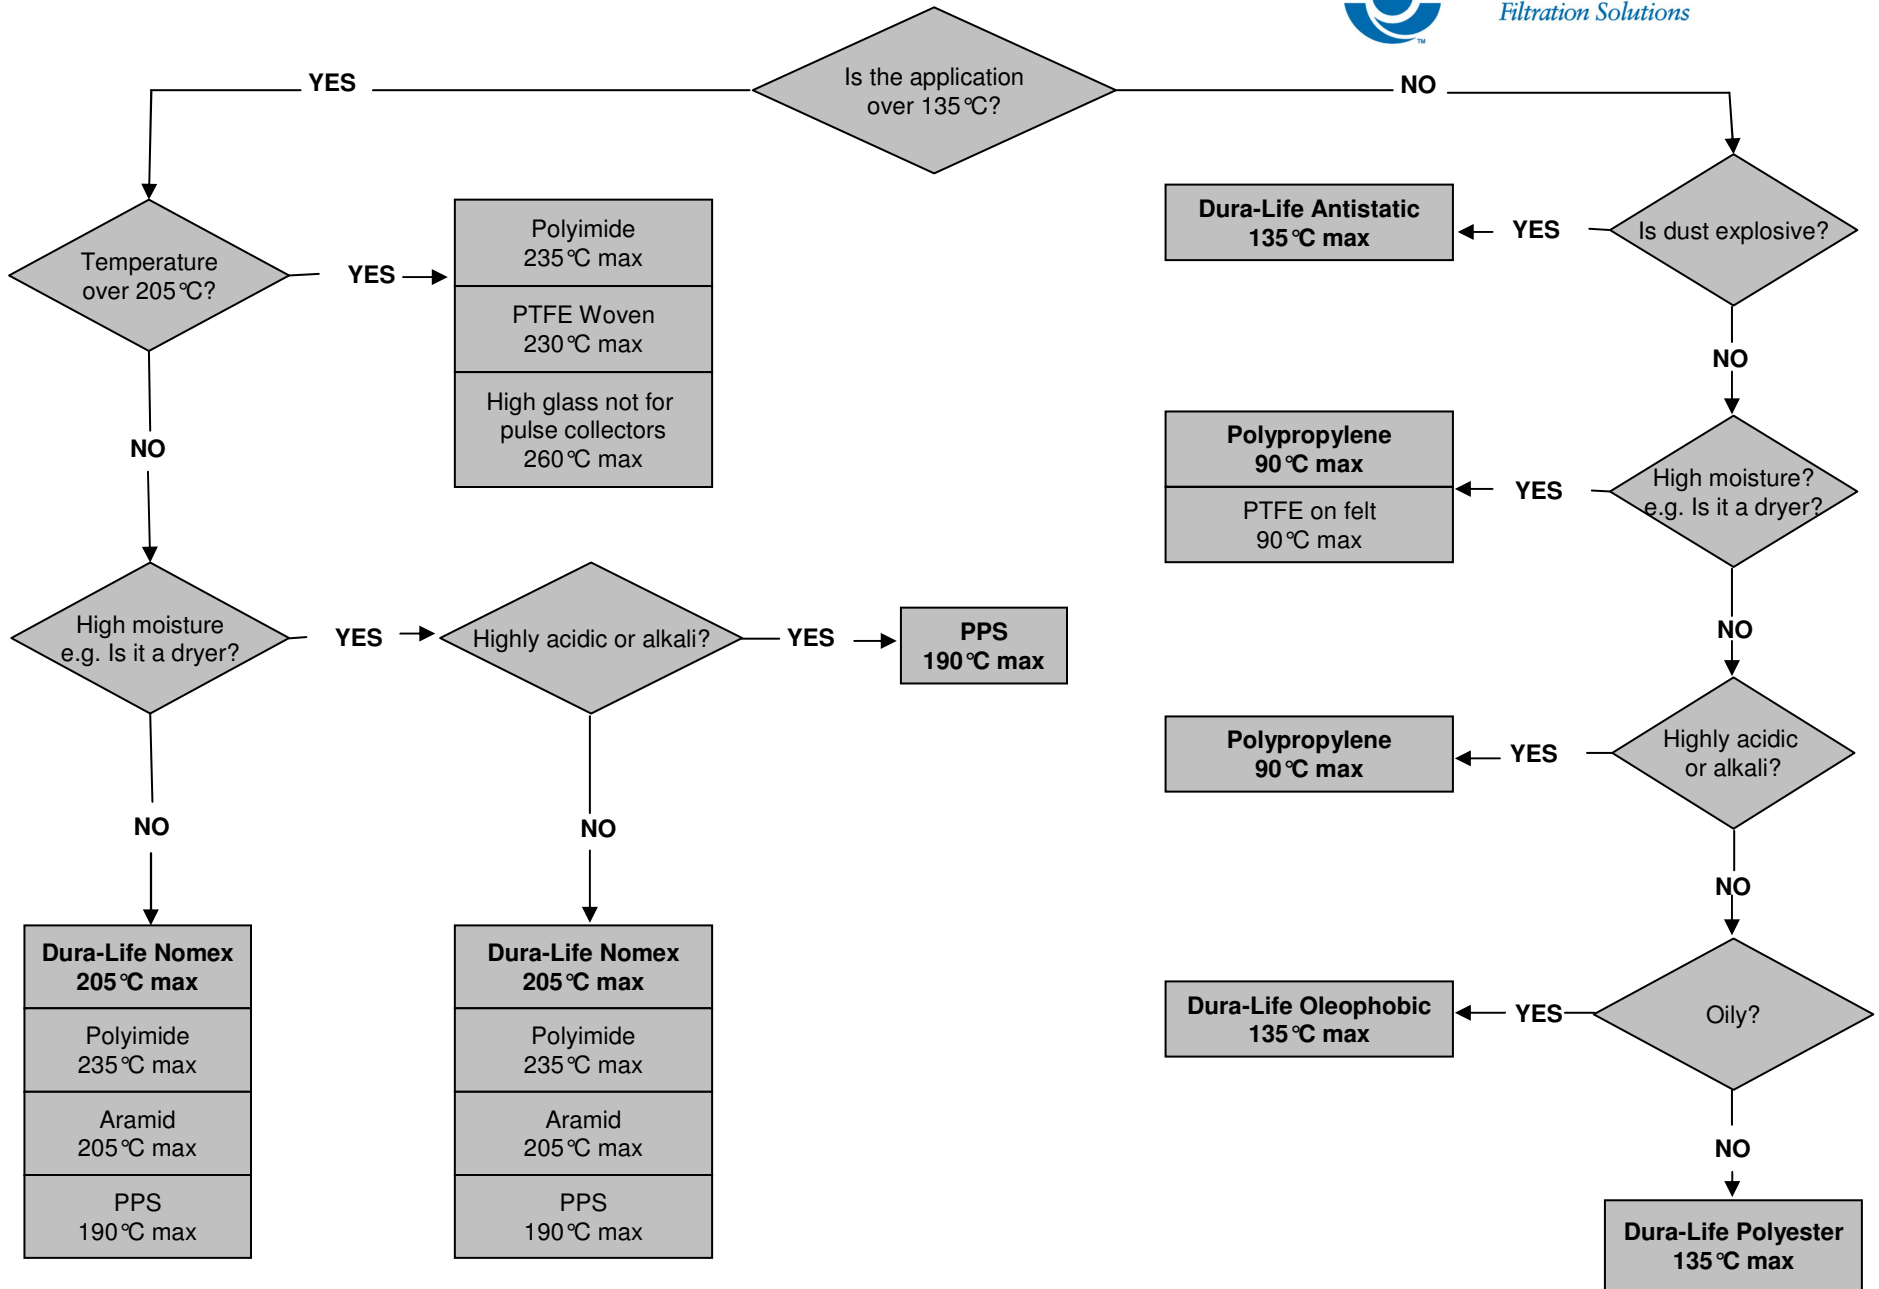 Filtration Solutions
TM
Is the application
over 135°C?
YES
NO
Temperature
over 205°C?
YES
Polyimide
235°C max
PTFE Woven
230°C max
High glass not for
pulse collectors
260°C max
NO
High moisture
e.g. Is it a dryer?
YES
Highly acidic or alkali?
YES
PPS
190°C max
NO
NO
Dura-Life Nomex
205°C max
Polyimide
235°C max
Aramid
205°C max
PPS
190°C max
Dura-Life Nomex
205°C max
Polyimide
235°C max
Aramid
205°C max
PPS
190°C max
Is dust explosive?
YES
Dura-Life Antistatic
135°C max
NO
High moisture?
e.g. Is it a dryer?
YES
Polypropylene
90°C max
PTFE on felt
90°C max
NO
Highly acidic
or alkali?
YES
Polypropylene
90°C max
NO
Oily?
YES
Dura-Life Oleophobic
135°C max
NO
Dura-Life Polyester
135°C max